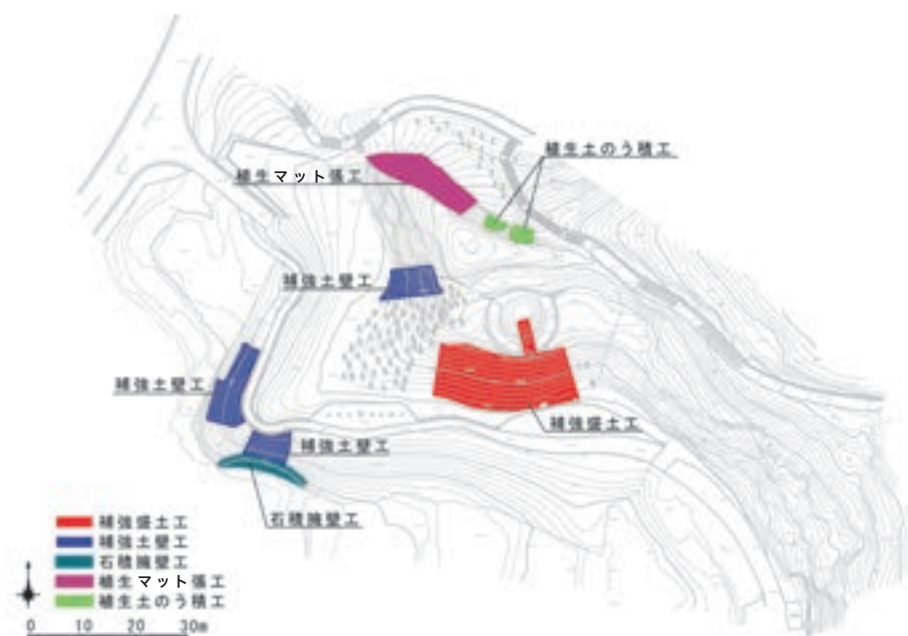 植生土のう積工
植生マット張工
補強土壁工
補強土壁工
補強盛土工
補強土壁工
石積擁壁工
補強盛土工
補強土壁工
石積擁壁工
植生マット張工
植生土のう積工
0 10 20 30m